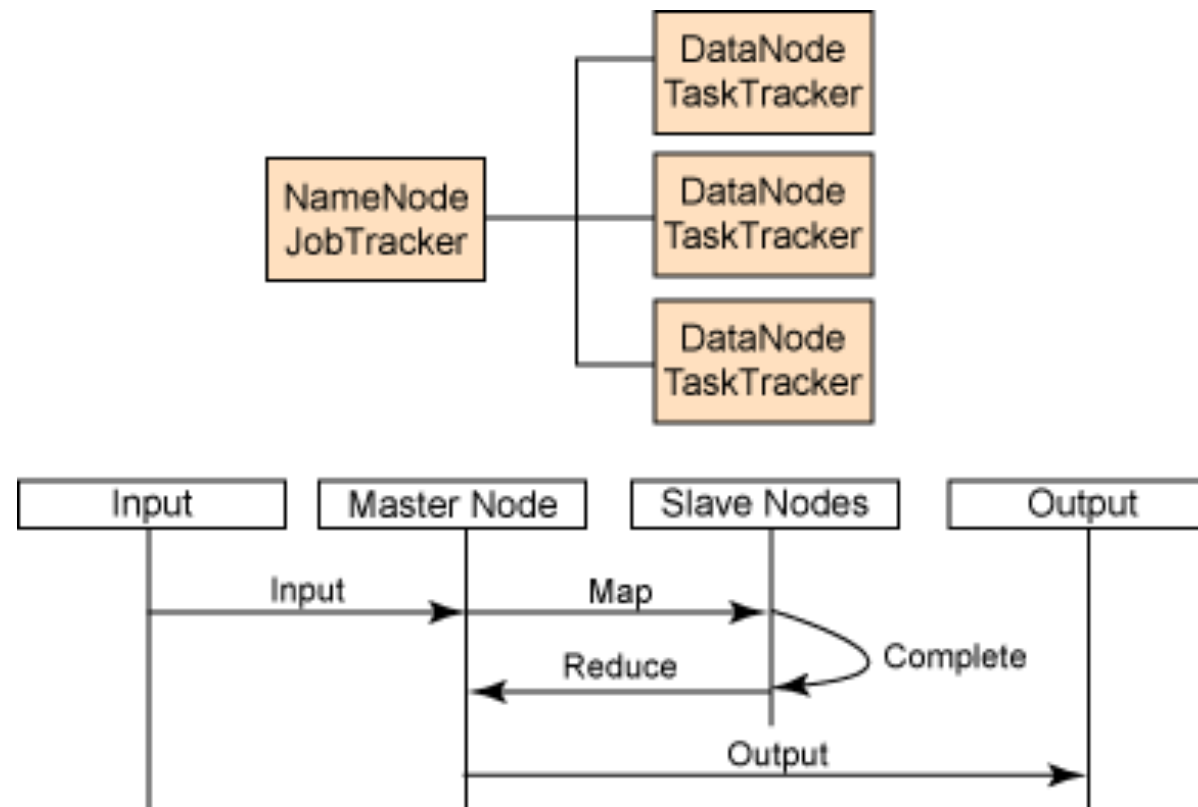 DataNode
TaskTracker
NameNode
JobTracker
DataNode
TaskTracker
DataNode
TaskTracker
Input
Master Node
Slave Nodes
Output
Input
Map
Reduce
Complete
Output